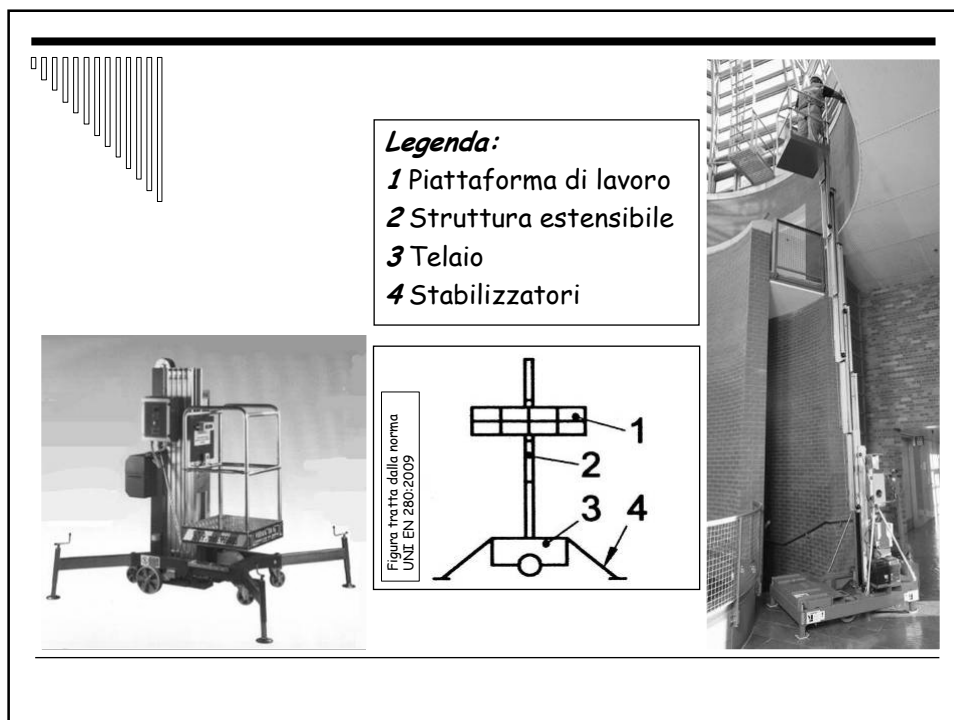 Legenda:
1 Piattaforma di lavoro
2 Struttura estensibile
3 Telaio
4 Stabilizzatori
Figura tratta dalla norma
UNI EN 280:2009
1
2
3
4